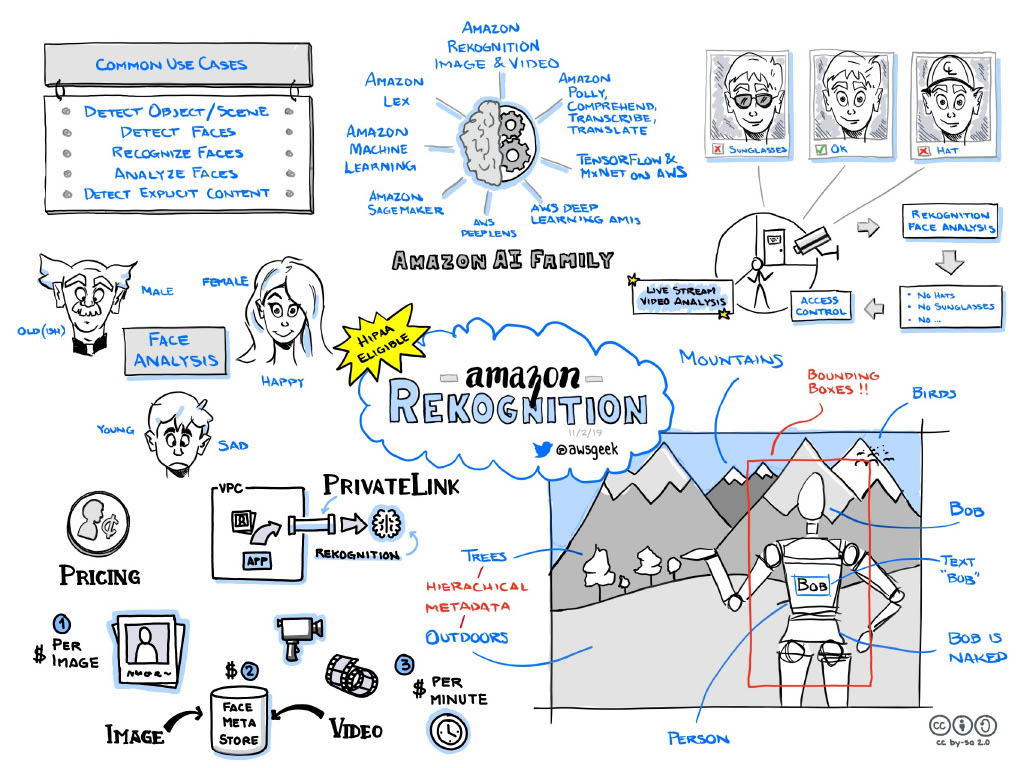 COMMON USE CASES
DETECT OBJECT/SCENE
DETECT FACES
RECOGNIZE FACES
ANALYZE FACES
DETECT EXPLICIT CONTENT
AMAZON
REKOGNITION
IMAGE & VIDEO
AMAZON
LEX
AMAZON
POLLY,
COMPREHEND,
TRANSCRIBE,
TRANSLATE
AMAZON
MACHINE
LEARNING
TENSORFLOW &
MXNET ON AWS
AMAZON
SAGEMAKER
AWS
DEEPLENS
AWS DEEP
LEARNING AMIS
AMAZON AI FAMILY
CL
SUNGLASSES
OK
HAT
REKOGNITION
FACE ANALYSIS
LIVE STREAM
VIDEO ANALYSIS
ACCESS
CONTROL
• NO HATS
• NO SUNGLASSES
• NO ...
MALE
OLD(ISH)
FEMALE
HAPPY
FACE
ANALYSIS
YOUNG
SAD
HIPAA
ELIGIBLE
amazon
REKOGNITION
11/2/19
@awsgeek
MOUNTAINS
BOUNDING
BOXES !!
BIRDS
BOB
TEXT
"BOB"
BOB
BOB IS
NAKED
PERSON
TREES
HIERACHICAL
METADATA
OUTDOORS
VPC
APP
PRIVATELINK
REKOGNITION
¢
PRICING
1
$ PER
IMAGE
$ 2
FACE
META
STORE
IMAGE
VIDEO
3
$ PER
MINUTE
cc
cc by-sa 2.0